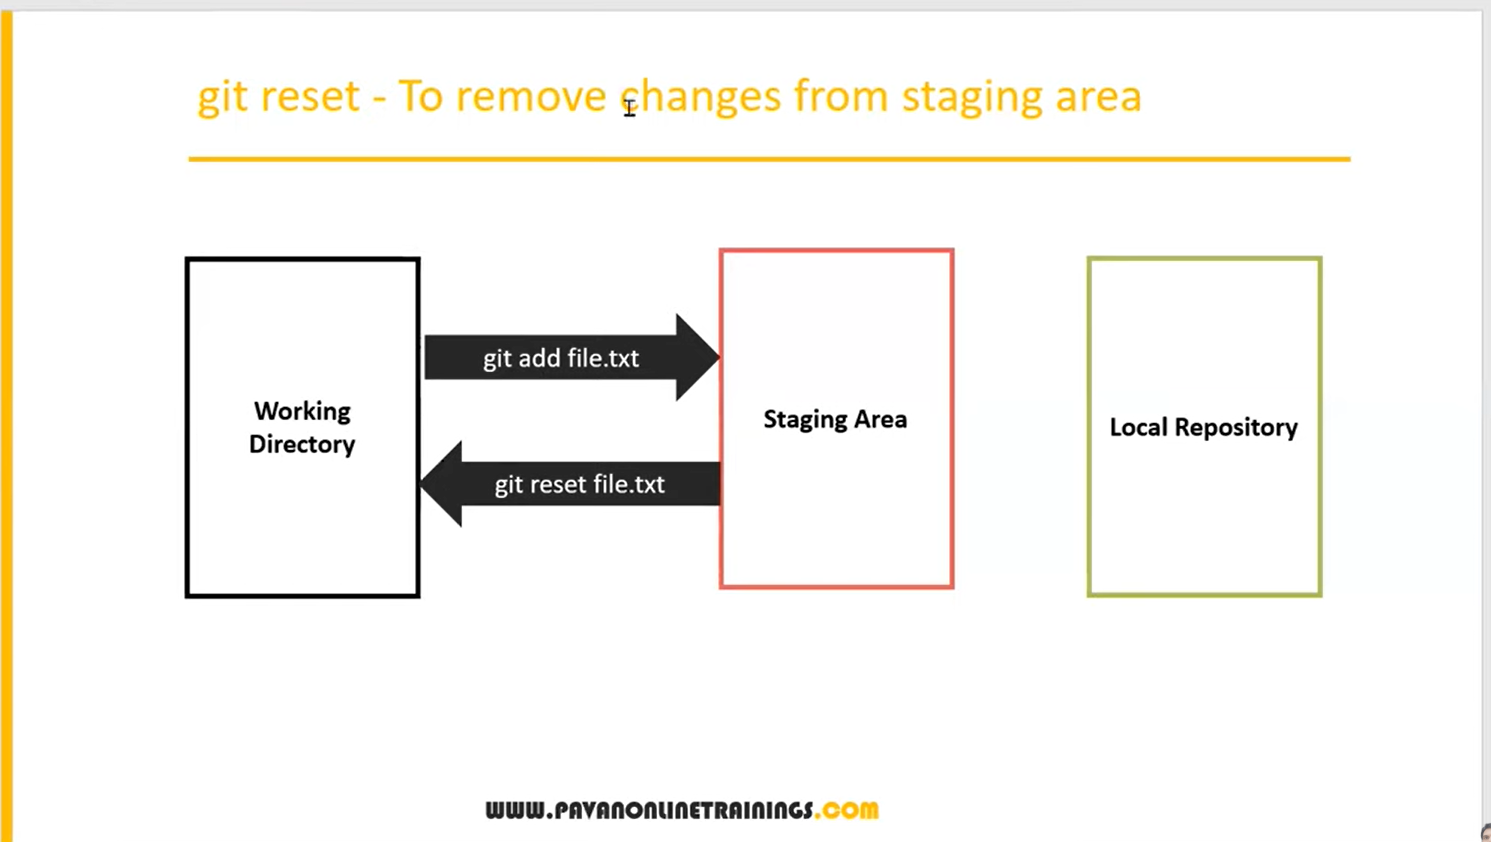 git reset - To remove changes from staging area
git add file.txt
Working
Directory
git reset file.txt
Staging Area
Local Repository
WWW.PAVANONLINETRAININGS.COM